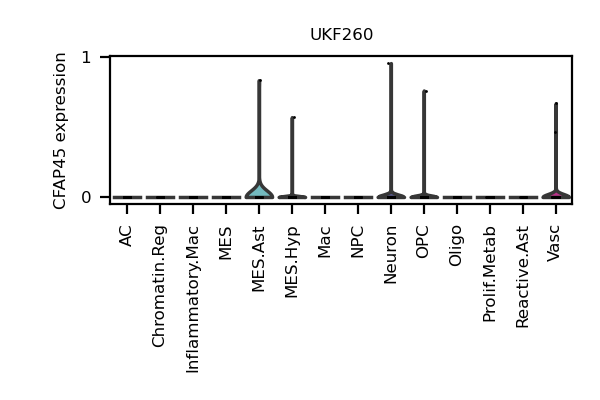 UKF260
CFAP45 expression
1
0
AC
Chromatin.Reg
Inflammatory.Mac
MES
MES.Ast
MES.Hyp
Mac
NPC
Neuron
OPC
Oligo
Prolif.Metab
Reactive.Ast
Vasc